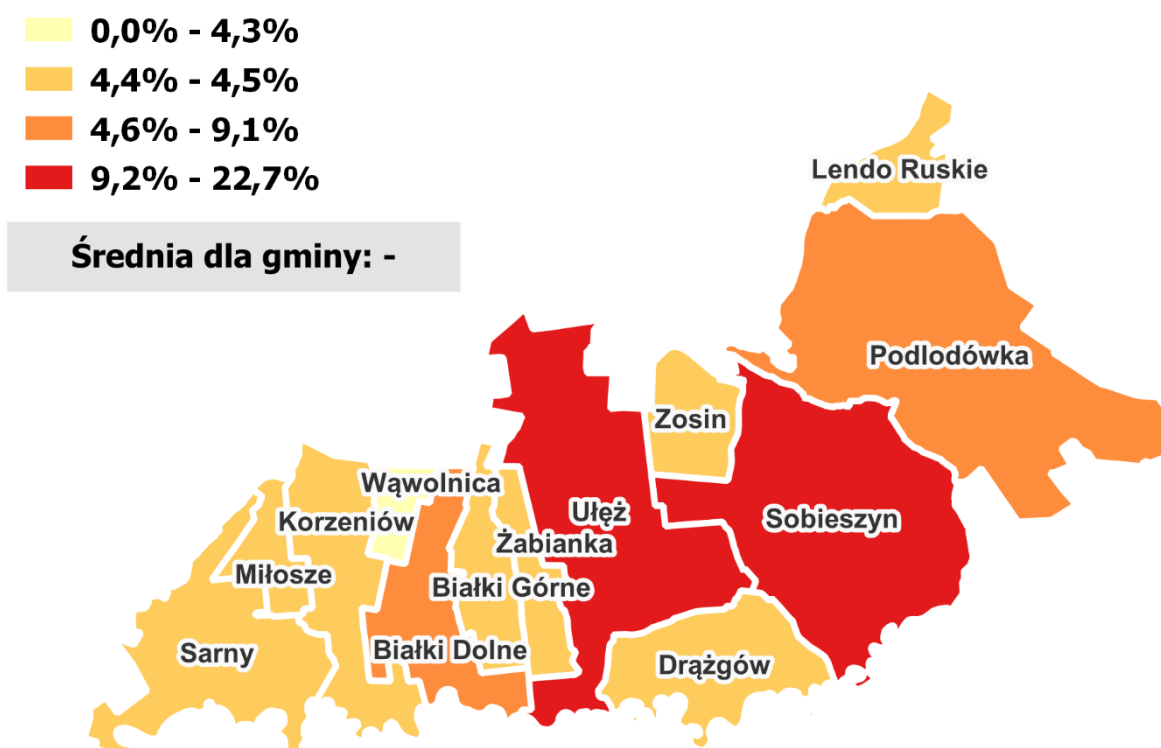 0,0% - 4,3%
4,4% - 4,5%
4,6% - 9,1%
9,2% - 22,7%
Średnia dla gminy: -
Lendo Ruskie
Podlodówka
Zosin
Wąwolnica
Ułęż
Sobieszyn
Korzeniów
Żabianka
Miłosze
Białki Górne
Sarny
Białki Dolne
Drążgów